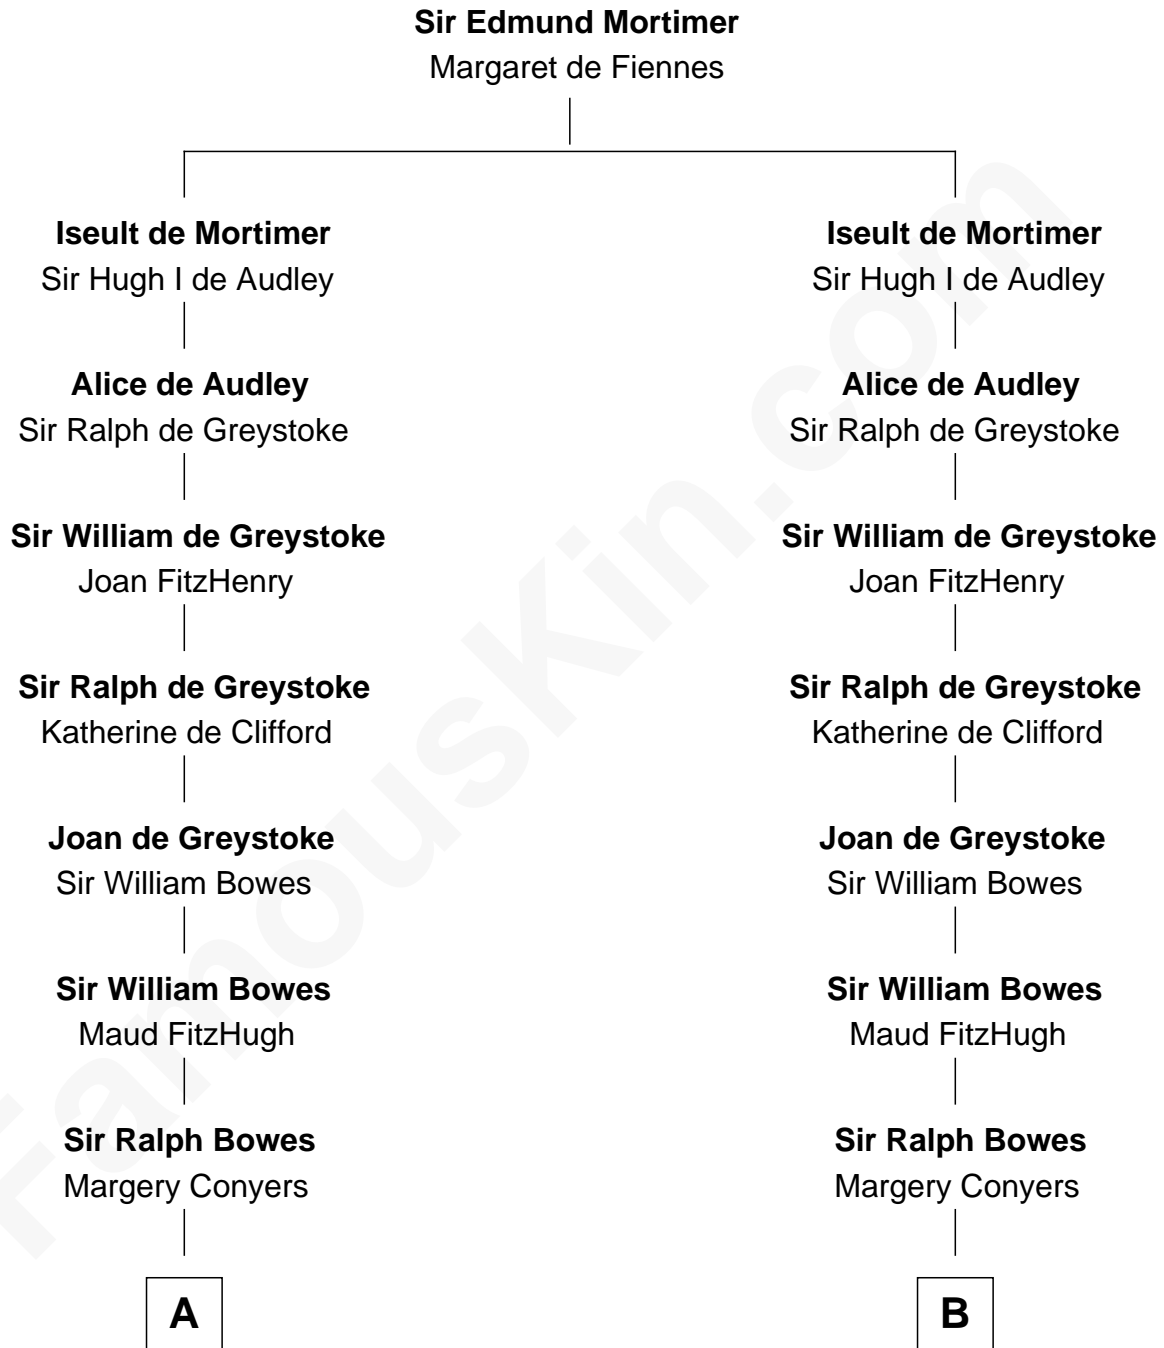 Sir Edmund Mortimer
Margaret de Fiennes
Iseult de Mortimer
Sir Hugh I de Audley
Alice de Audley
Sir Ralph de Greystoke
Sir William de Greystoke
Joan FitzHenry
Sir Ralph de Greystoke
Katherine de Clifford
Joan de Greystoke
Sir William Bowes
Sir William Bowes
Maud FitzHugh
Sir Ralph Bowes
Margery Conyers
A
Iseult de Mortimer
Sir Hugh I de Audley
Alice de Audley
Sir Ralph de Greystoke
Sir William de Greystoke
Joan FitzHenry
Sir Ralph de Greystoke
Katherine de Clifford
Joan de Greystoke
Sir William Bowes
Sir William Bowes
Maud FitzHugh
Sir Ralph Bowes
Margery Conyers
B
FamousKin.com